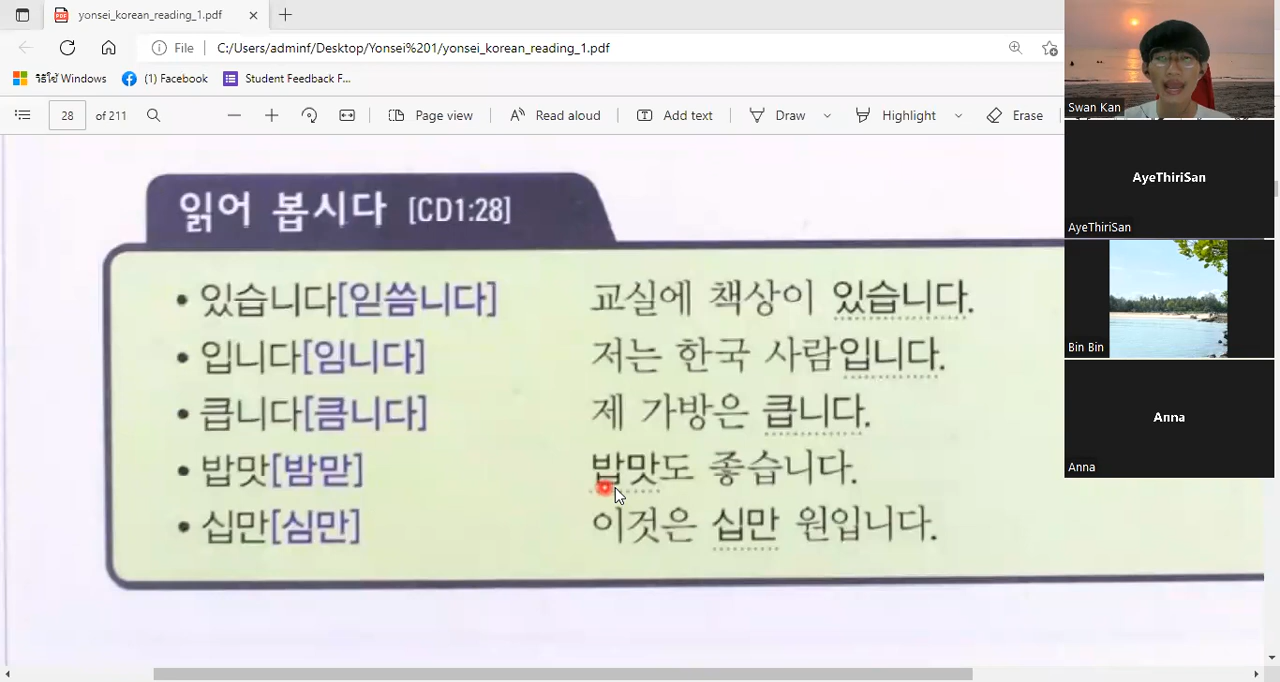 yonsei_korean_reading_1.pdf
File C:/Users/adminf/Desktop/Yonsei%201/yonsei_korean_reading_1.pdf
วิธีใช้ Windows (1) Facebook Student Feedback F...
28 of 211 Page view Read aloud Add text Draw Highlight Erase
읽어 봅시다 [CD1:28]
• 있습니다[읻씀니다] 교실에 책상이 있습니다.
• 입니다[임니다] 저는 한국 사람입니다.
• 큽니다[큼니다] 제 가방은 큽니다.
• 밥맛[밤맏] 밥맛도 좋습니다.
• 십만[심만] 이것은 십만 원입니다.
Swan Kan
AyeThiriSan
AyeThiriSan
Bin Bin
Anna
Anna